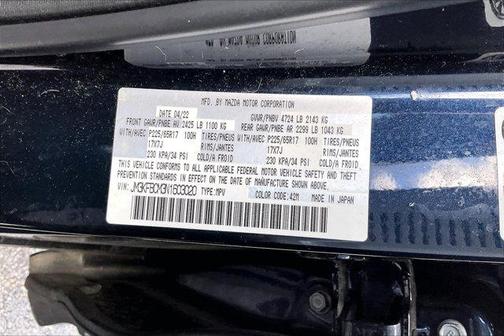 MFD. BY MAZDA MOTOR CORPORATION
DATE 04/22 GVWR/PNBV 4724 LB 2143 KG
FRONT GAWR/PNBE AV 2425 LB 1100 KG REAR GAWR/PNBE AR 2299 LB 1043 KG
WITH/AVEC P225/65R17 100H TIRES/PNEUS WITH/AVEC P225/65R17 100H TIRES/PNEUS
17X7J RIMS/JANTES 17X7J RIMS/JANTES
230 KPA/34 PSI COLD/A FROID 230 KPA/34 PSI COLD/A FROID
THIS VEHICLE CONFORMS TO ALL APPLICABLE FEDERAL MOTOR VEHICLE SAFETY AND THEFT
PREVENTION STANDARDS IN EFFECT ON THE DATE OF MANUFACTURE SHOWN ABOVE.
TYPE:MPV COLOR CODE:42M MADE IN JAPAN